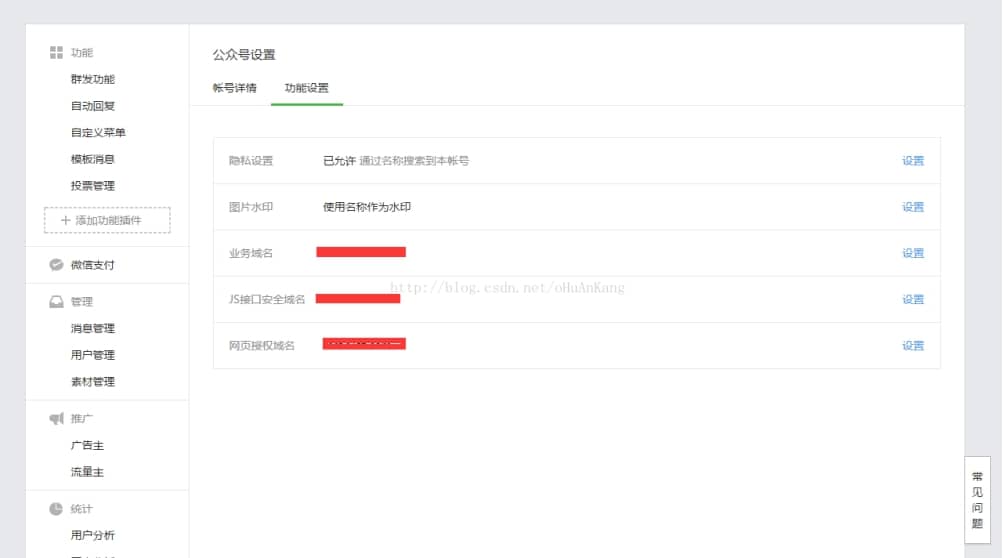 功能
群发功能
自动回复
自定义菜单
模板消息
投票管理
+ 添加功能插件
微信支付
管理
消息管理
用户管理
素材管理
推广
广告主
流量主
统计
用户分析
公众号设置
帐号详情 功能设置
隐私设置 已允许 通过名称搜索到本帐号 设置
图片水印 使用名称作为水印 设置
业务域名 设置
http://blog.csdn.net/oHuAnKang
JS接口安全域名 设置
网页授权域名 设置
常见问题